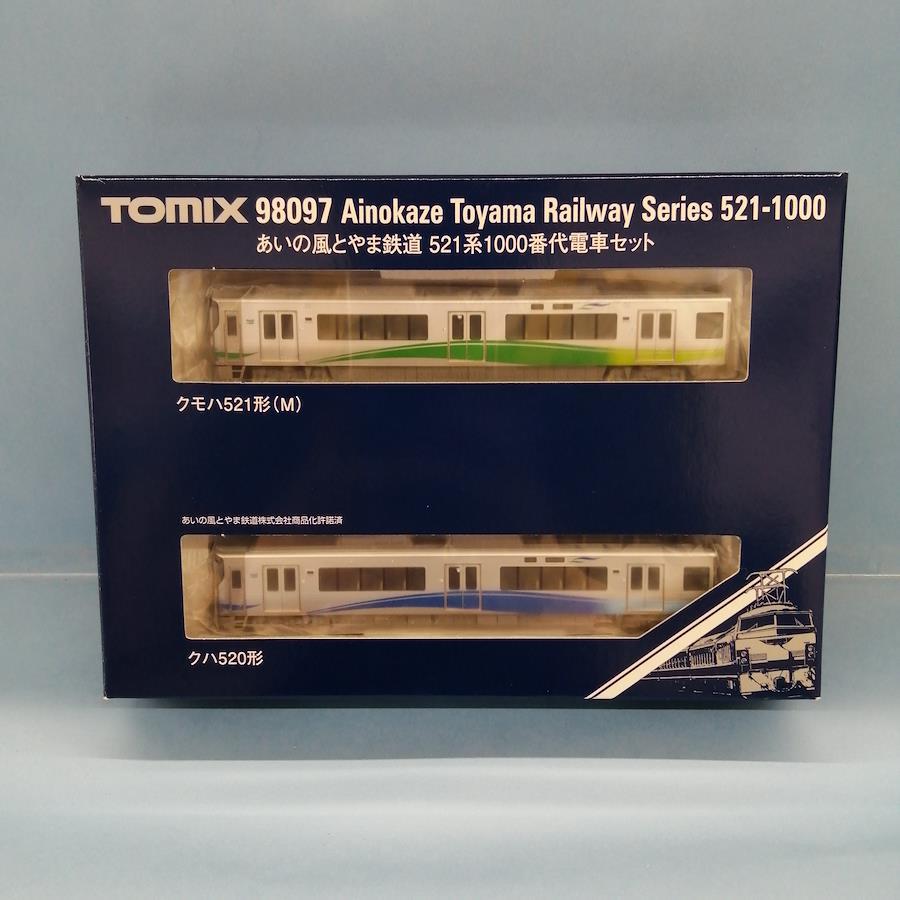 TOMIX 98097 Ainokaze Toyama Railway Series 521-1000
あいの風とやま鉄道 521系1000番代電車セット
クモハ521形(M)
あいの風とやま鉄道株式会社商品化許諾済
クハ520形